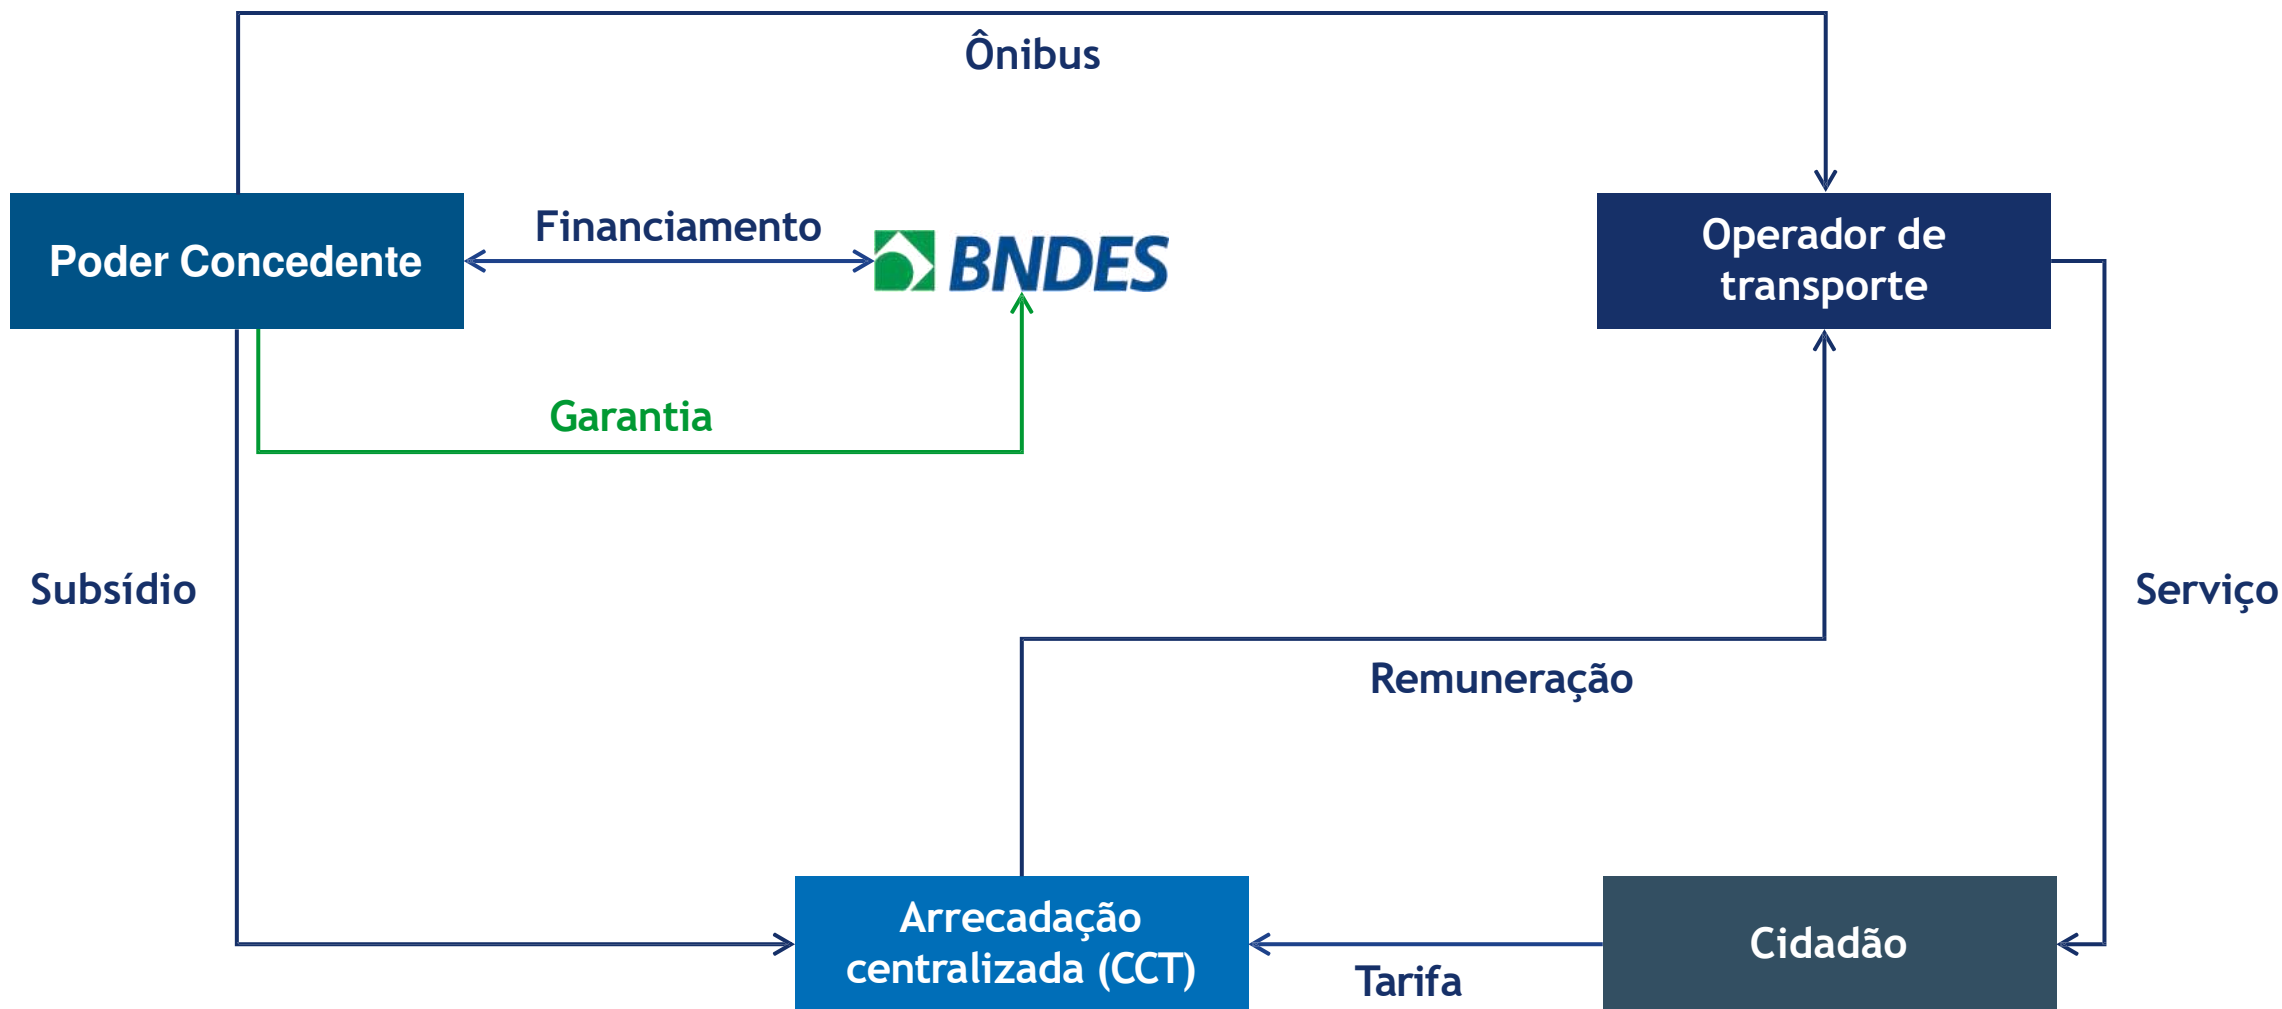 Ônibus
Poder Concedente
Financiamento
BNDES
Operador de
transporte
Garantia
Subsídio
Serviço
Remuneração
Arrecadação
centralizada (CCT)
Tarifa
Cidadão